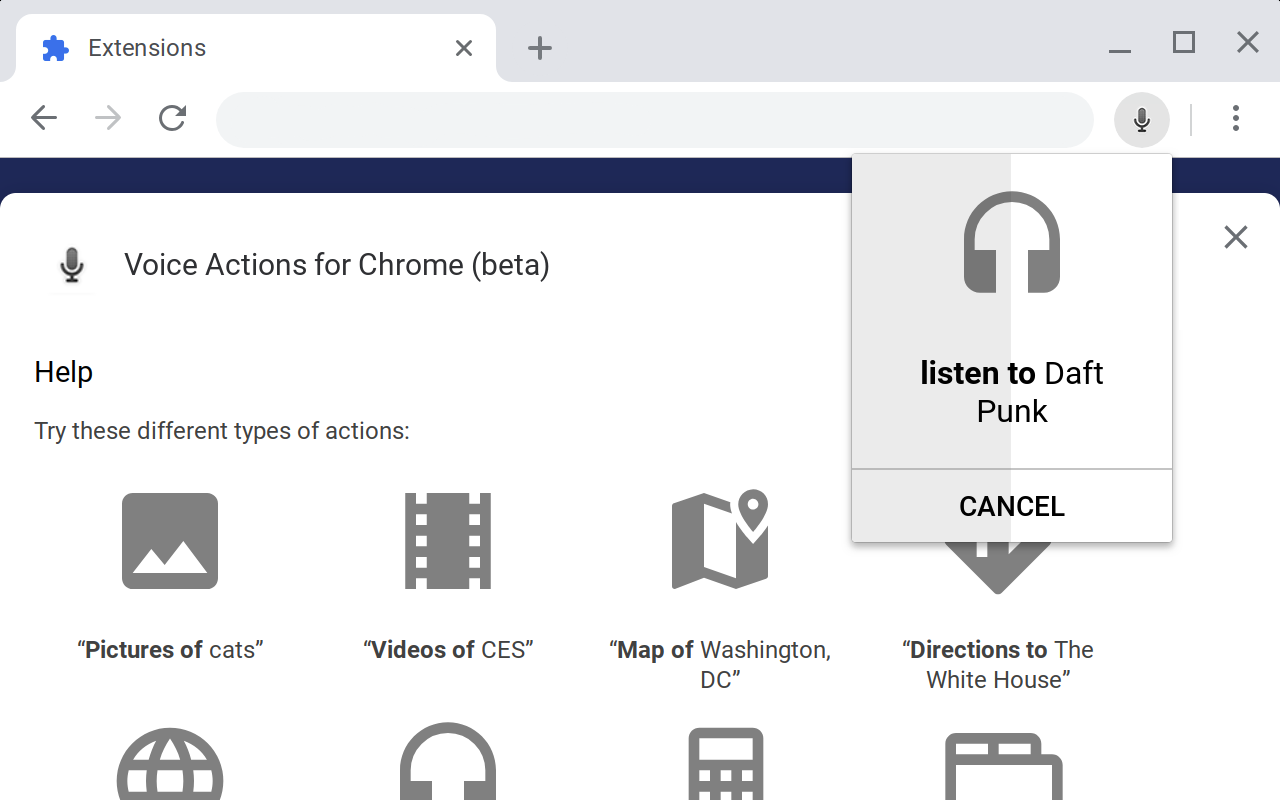 Extensions
Voice Actions for Chrome (beta)
listen to Daft
Punk
CANCEL
Help
Try these different types of actions:
“Pictures of cats”
“Videos of CES”
“Map of Washington,
DC”
“Directions to The
White House”